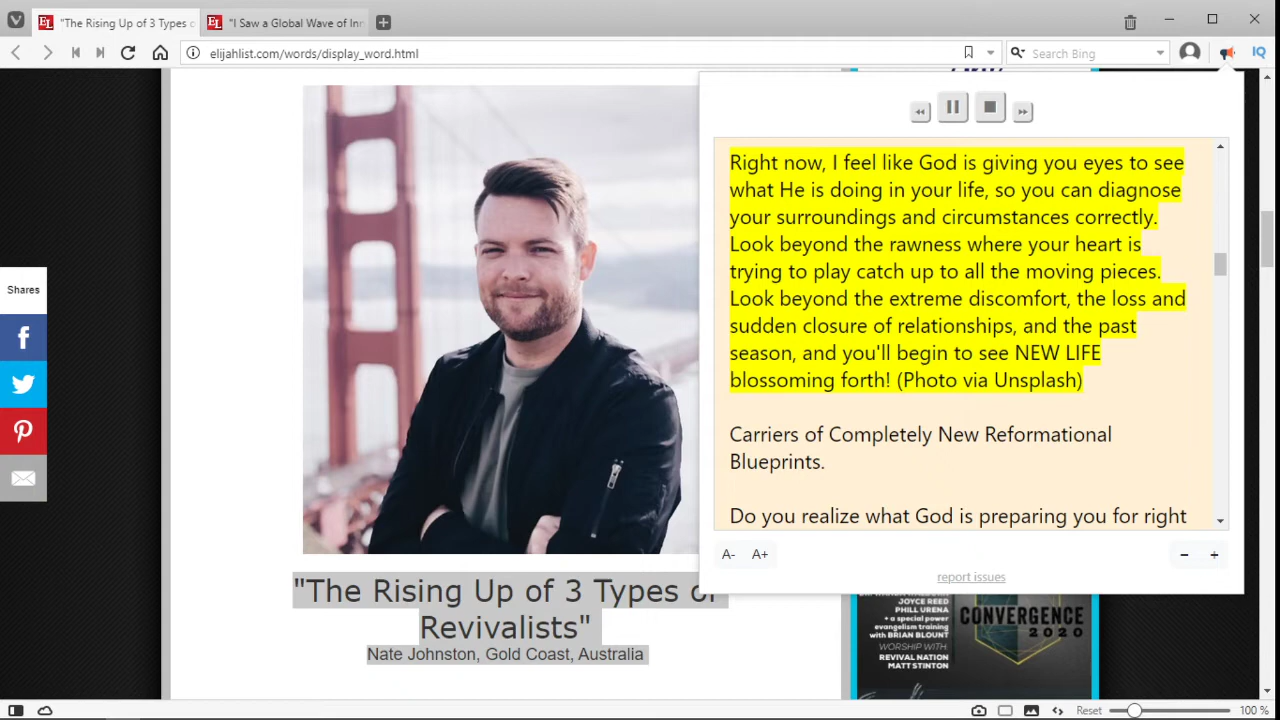 "The Rising Up of 3 Types o
"I Saw a Global Wave of Inn
elijahlist.com/words/display_word.html
Search Bing
IQ
Shares
Right now, I feel like God is giving you eyes to see
what He is doing in your life, so you can diagnose
your surroundings and circumstances correctly.
Look beyond the rawness where your heart is
trying to play catch up to all the moving pieces.
Look beyond the extreme discomfort, the loss and
sudden closure of relationships, and the past
season, and you'll begin to see NEW LIFE
blossoming forth! (Photo via Unsplash)
Carriers of Completely New Reformational
Blueprints.
Do you realize what God is preparing you for right
A- A+
- +
report issues
"The Rising Up of 3 Types of
Revivalists"
Nate Johnston, Gold Coast, Australia
JOYCE REED
PHILL URENA
+ a special power
evangelism training
with BRIAN BLOUNT
WORSHIP WITH
REVIVAL NATION
MATT STINTON
CONVERGENCE
2020
Reset
100 %